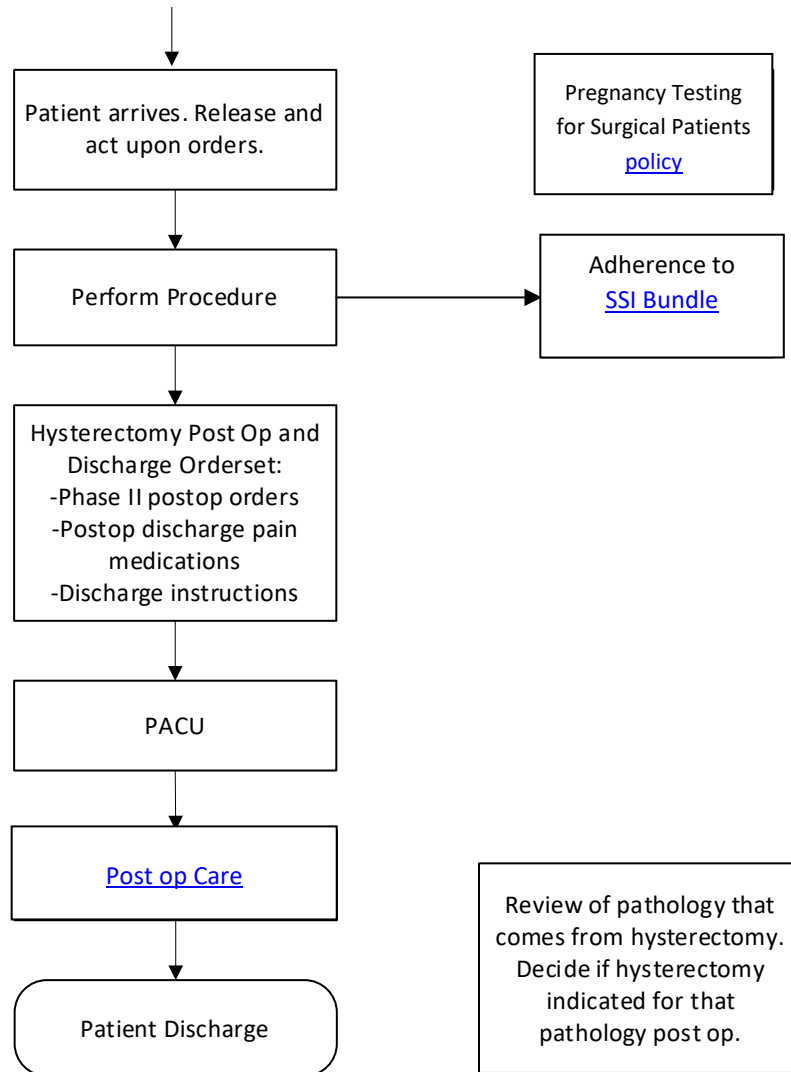 Patient arrives. Release and
act upon orders.
Pregnancy Testing
for Surgical Patients
policy
Perform Procedure
Adherence to
SSI Bundle
Hysterectomy Post Op and
Discharge Orderset:
-Phase II postop orders
-Postop discharge pain
medications
-Discharge instructions
PACU
Post op Care
Patient Discharge
Review of pathology that
comes from hysterectomy.
Decide if hysterectomy
indicated for that
pathology post op.